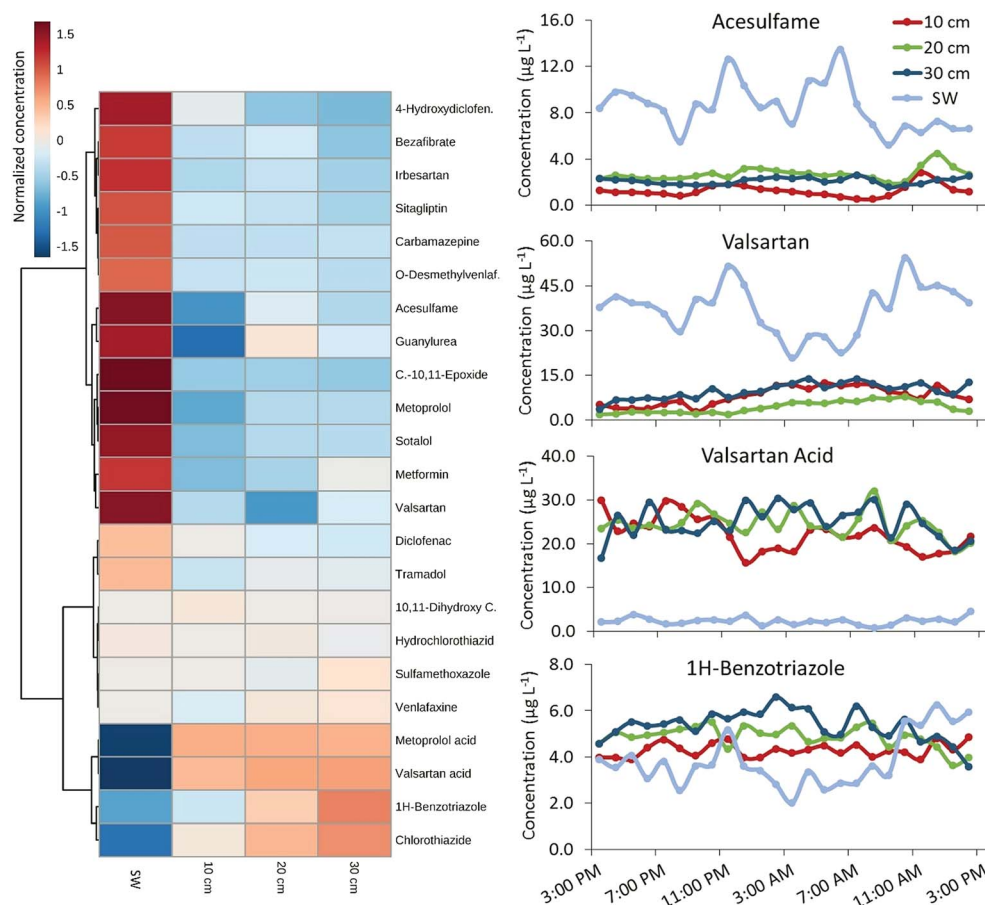 Normalized concentration
1.5
1
0.5
0
-0.5
-1
-1.5
4-Hydroxydiclofen.
Bezafibrate
Irbesartan
Sitagliptin
Carbamazepine
O-Desmethylvenlaf.
Acesulfame
Guanylurea
C.-10,11-Epoxide
Metoprolol
Sotalol
Metformin
Valsartan
Diclofenac
Tramadol
10,11-Dihydroxy C.
Hydrochlorothiazid
Sulfamethoxazole
Venlafaxine
Metoprolol acid
Valsartan acid
1H-Benzotriazole
Chlorothiazide
SW
10 cm
20 cm
30 cm
Acesulfame
Concentration (µg L⁻¹)
16.0
12.0
8.0
4.0
0.0
10 cm
20 cm
30 cm
SW
Valsartan
Concentration (µg L⁻¹)
60.0
45.0
30.0
15.0
0.0
Valsartan Acid
Concentration (µg L⁻¹)
40.0
30.0
20.0
10.0
0.0
1H-Benzotriazole
Concentration (µg L⁻¹)
8.0
6.0
4.0
2.0
0.0
3:00 PM
7:00 PM
11:00 PM
3:00 AM
7:00 AM
11:00 AM
3:00 PM